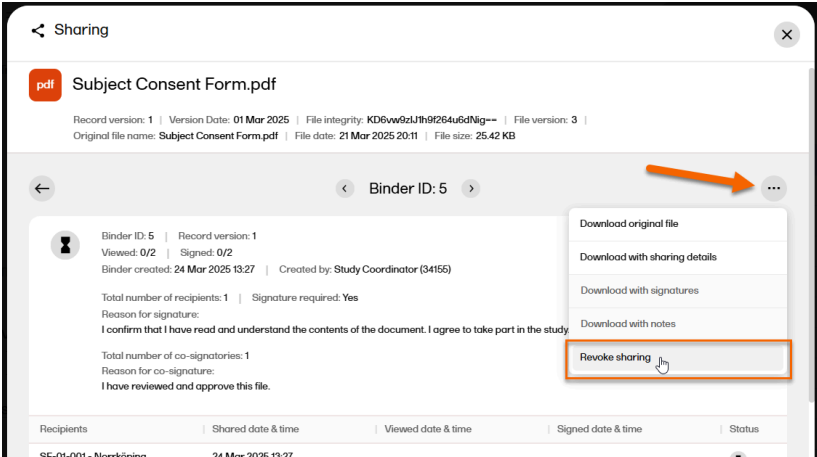 Sharing
pdf
Subject Consent Form.pdf
Record version: 1 | Version Date: 01 Mar 2025 | File integrity: KD6vw9zIJ1h9f264u6dNig== | File version: 3 |
Original file name: Subject Consent Form.pdf | File date: 21 Mar 2025 20:11 | File size: 25.42 KB
Binder ID: 5
Binder ID: 5 | Record version: 1
Viewed: 0/2 | Signed: 0/2
Binder created: 24 Mar 2025 13:27 | Created by: Study Coordinator (34155)
Total number of recipients: 1 | Signature required: Yes
Reason for signature:
I confirm that I have read and understand the contents of the document. I agree to take part in the study.
Total number of co-signatories: 1
Reason for co-signature:
I have reviewed and approve this file.
Download original file
Download with sharing details
Download with signatures
Download with notes
Revoke sharing
Recipients | Shared date & time | Viewed date & time | Signed date & time | Status
SE-01-001 - Norrköping 24 Mar 2025 13:27